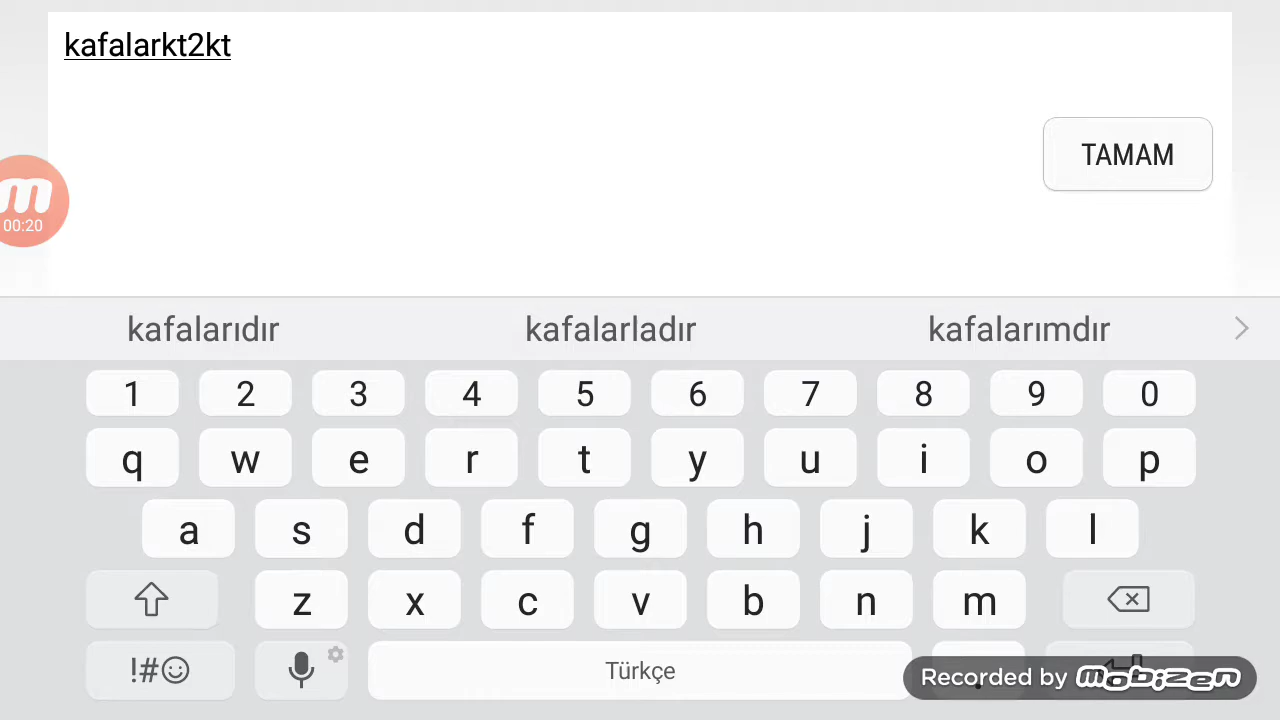 kafalarkt2kt
TAMAM
m
00:20
kafalarıdır kafalarladır kafalarımdır
1 2 3 4 5 6 7 8 9 0
q w e r t y u i o p
a s d f g h j k l
z x c v b n m
!#☺ Türkçe .
Recorded by mobizen